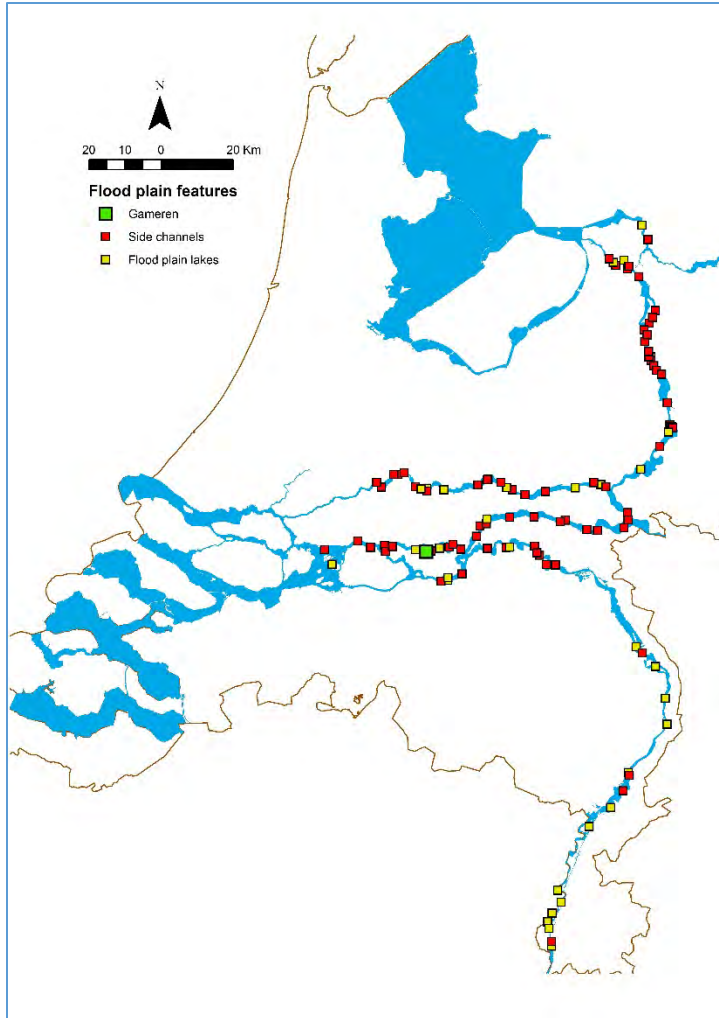 N
20 10 0 20 Km
Flood plain features
Gameren
Side channels
Flood plain lakes